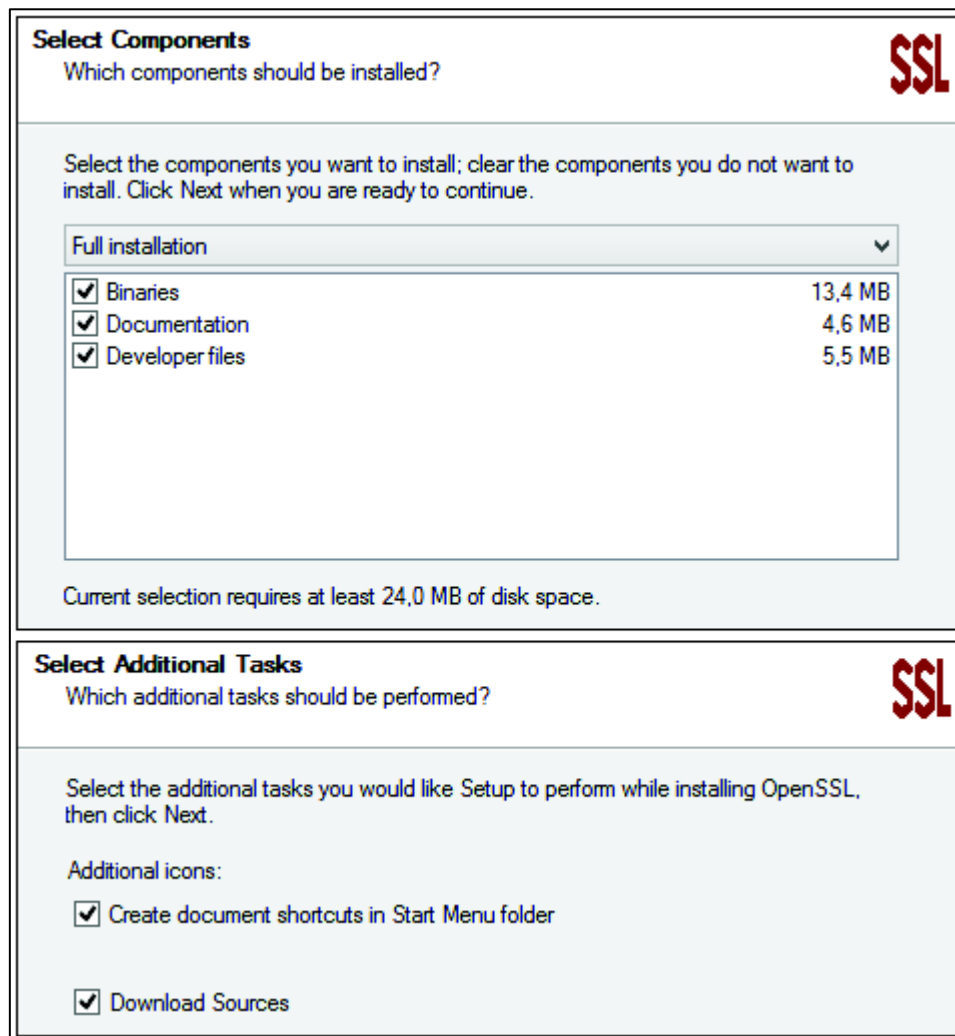 Select Components
Which components should be installed?
SSL
Select the components you want to install; clear the components you do not want to
install. Click Next when you are ready to continue.
Full installation
Binaries 13,4 MB
Documentation 4,6 MB
Developer files 5,5 MB
Current selection requires at least 24,0 MB of disk space.
Select Additional Tasks
Which additional tasks should be performed?
SSL
Select the additional tasks you would like Setup to perform while installing OpenSSL,
then click Next.
Additional icons:
Create document shortcuts in Start Menu folder
Download Sources